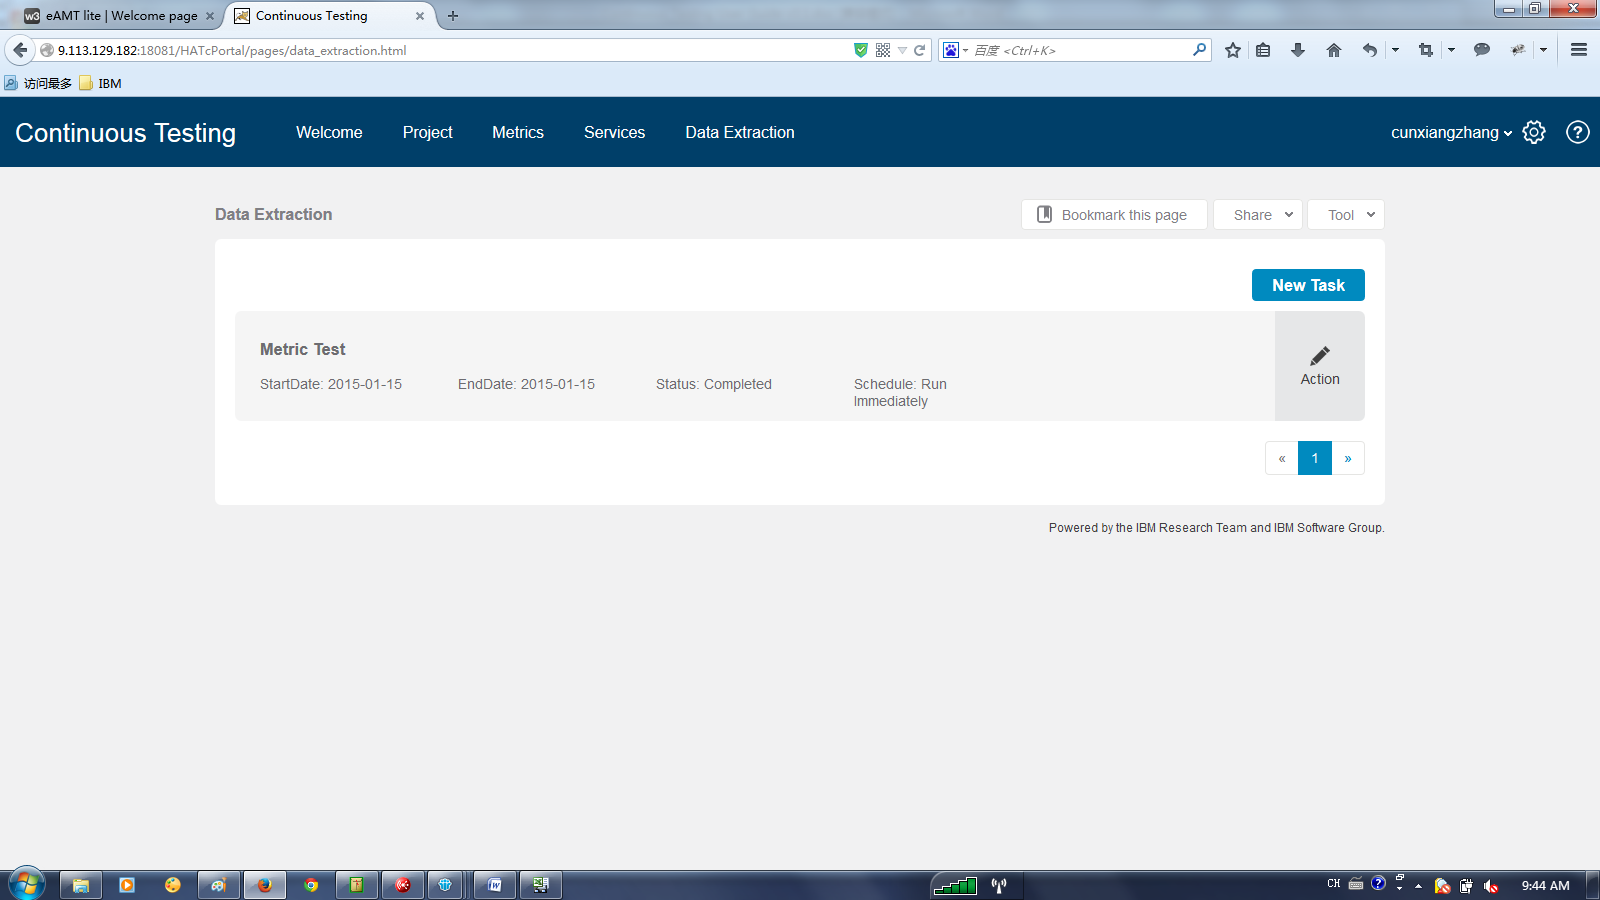 w3 eAMT lite | Welcome page
Continuous Testing
9.113.129.182:18081/HATcPortal/pages/data_extraction.html
百度 <Ctrl+K>
访问最多
IBM
Continuous Testing
Welcome
Project
Metrics
Services
Data Extraction
cunxiangzhang
?
Data Extraction
Bookmark this page
Share
Tool
New Task
Metric Test
StartDate: 2015-01-15
EndDate: 2015-01-15
Status: Completed
Schedule: Run
Immediately
Action
« 1 »
Powered by the IBM Research Team and IBM Software Group.
CH
?
9:44 AM